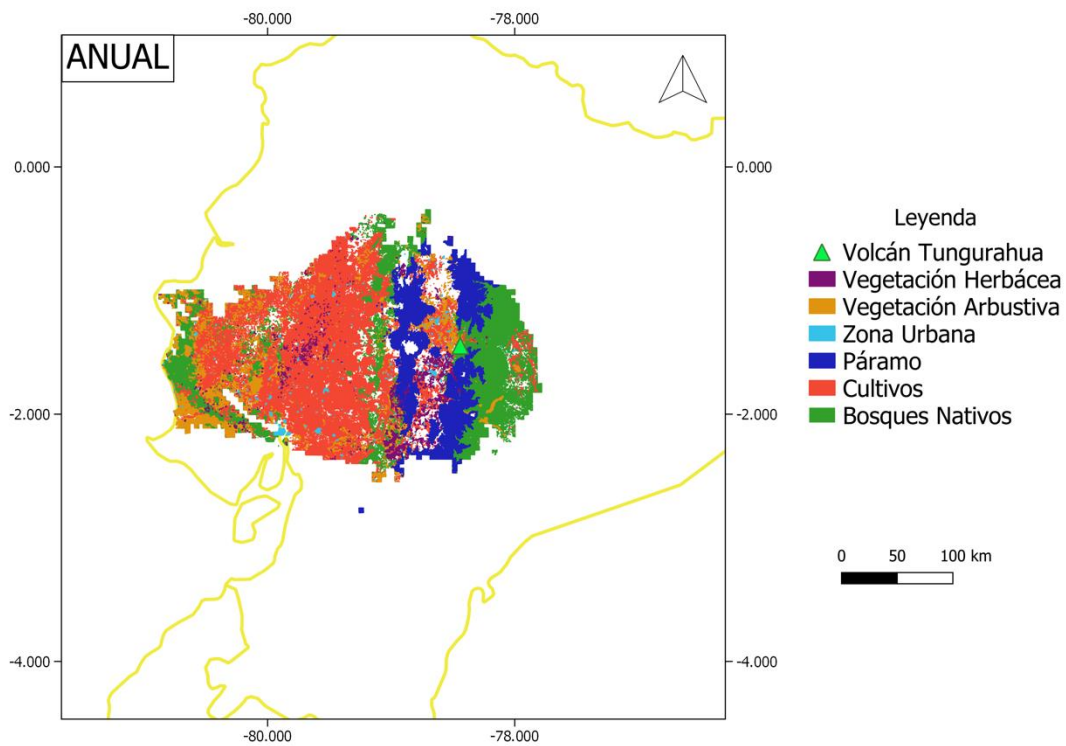 -80.000 -78.000
ANUAL
0.000 0.000
-2.000 -2.000
-4.000 -4.000
-80.000 -78.000
Leyenda
Volcán Tungurahua
Vegetación Herbácea
Vegetación Arbustiva
Zona Urbana
Páramo
Cultivos
Bosques Nativos
0 50 100 km